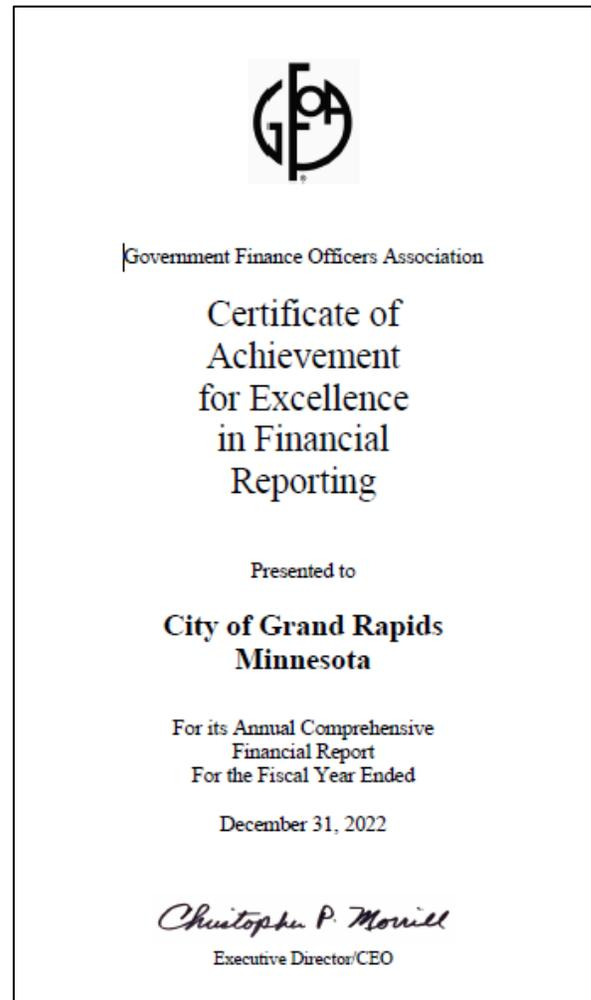 GFOA
®
Government Finance Officers Association
Certificate of
Achievement
for Excellence
in Financial
Reporting
Presented to
City of Grand Rapids
Minnesota
For its Annual Comprehensive
Financial Report
For the Fiscal Year Ended
December 31, 2022
Christopher P. Morrill
Executive Director/CEO